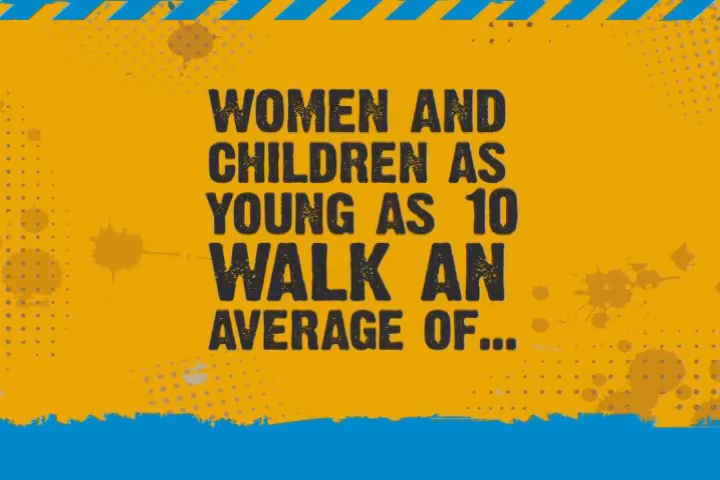 WOMEN AND
CHILDREN AS
YOUNG AS 10
WALK AN
AVERAGE OF...